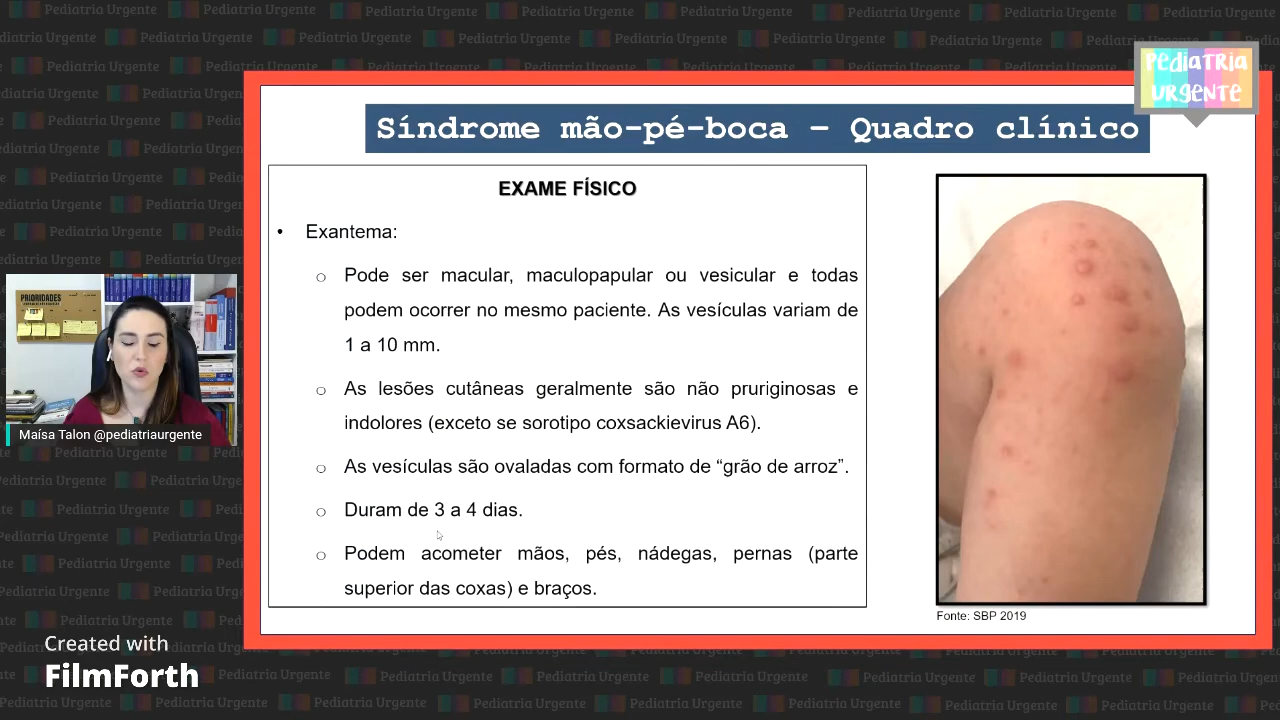 PEdiATRiA
URGENTE
Síndrome mão-pé-boca – Quadro clínico
EXAME FÍSICO
• Exantema:
○ Pode ser macular, maculopapular ou vesicular e todas
podem ocorrer no mesmo paciente. As vesículas variam de
1 a 10 mm.
○ As lesões cutâneas geralmente são não pruriginosas e
indolores (exceto se sorotipo coxsackievirus A6).
○ As vesículas são ovaladas com formato de “grão de arroz”.
○ Duram de 3 a 4 dias.
○ Podem acometer mãos, pés, nádegas, pernas (parte
superior das coxas) e braços.
Fonte: SBP 2019
PRIORIDADES
Maísa Talon @pediatriaurgente
Created with
FilmForth
Pediatria Urgente